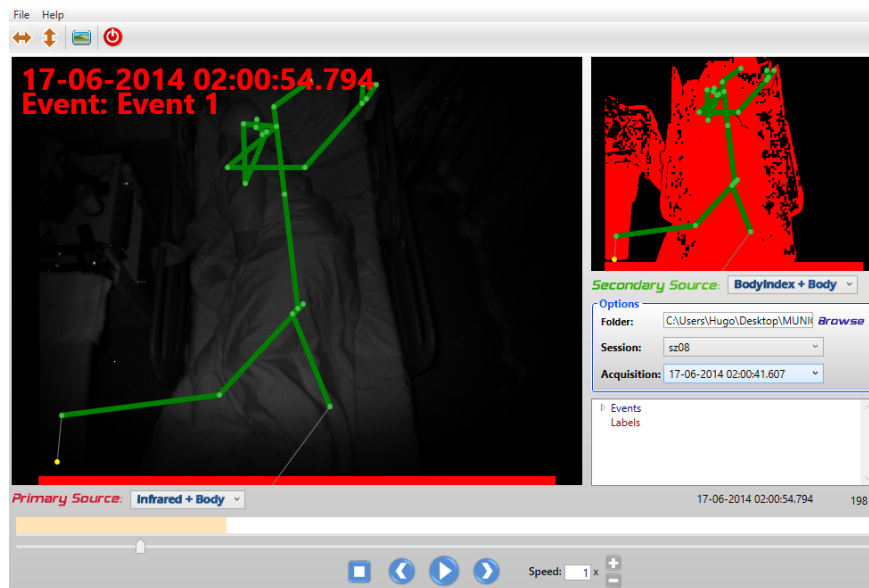 File Help
17-06-2014 02:00:54.794
Event: Event 1
Secondary Source: BodyIndex + Body
Options
Folder: C:\Users\Hugo\Desktop\MUNI Browse
Session: sz08
Acquisition: 17-06-2014 02:00:41.607
Events
Labels
Primary Source: Infrared + Body
17-06-2014 02:00:54.794 198
Speed: 1 x